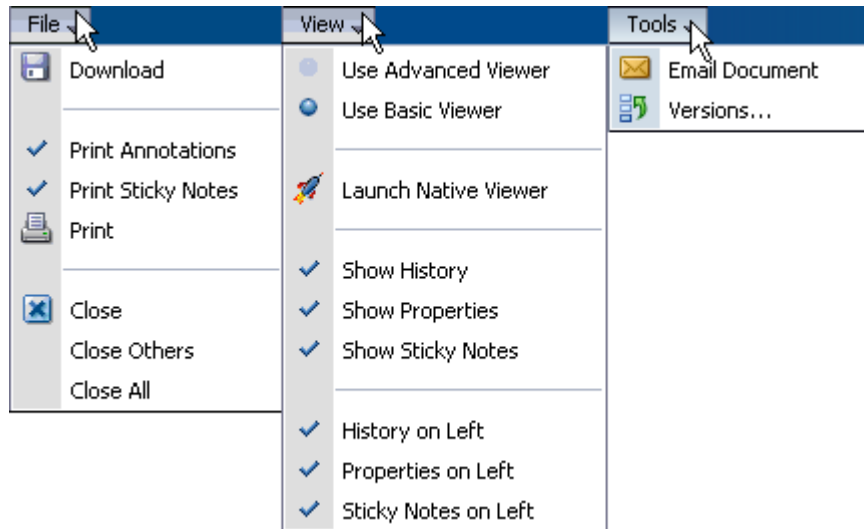 File
Download
Print Annotations
Print Sticky Notes
Print
Close
Close Others
Close All
View
Use Advanced Viewer
Use Basic Viewer
Launch Native Viewer
Show History
Show Properties
Show Sticky Notes
History on Left
Properties on Left
Sticky Notes on Left
Tools
Email Document
Versions...